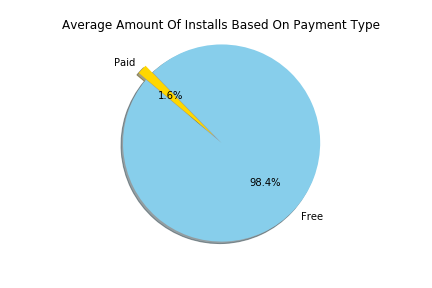 Average Amount Of Installs Based On Payment Type
Paid
1.6%
98.4%
Free